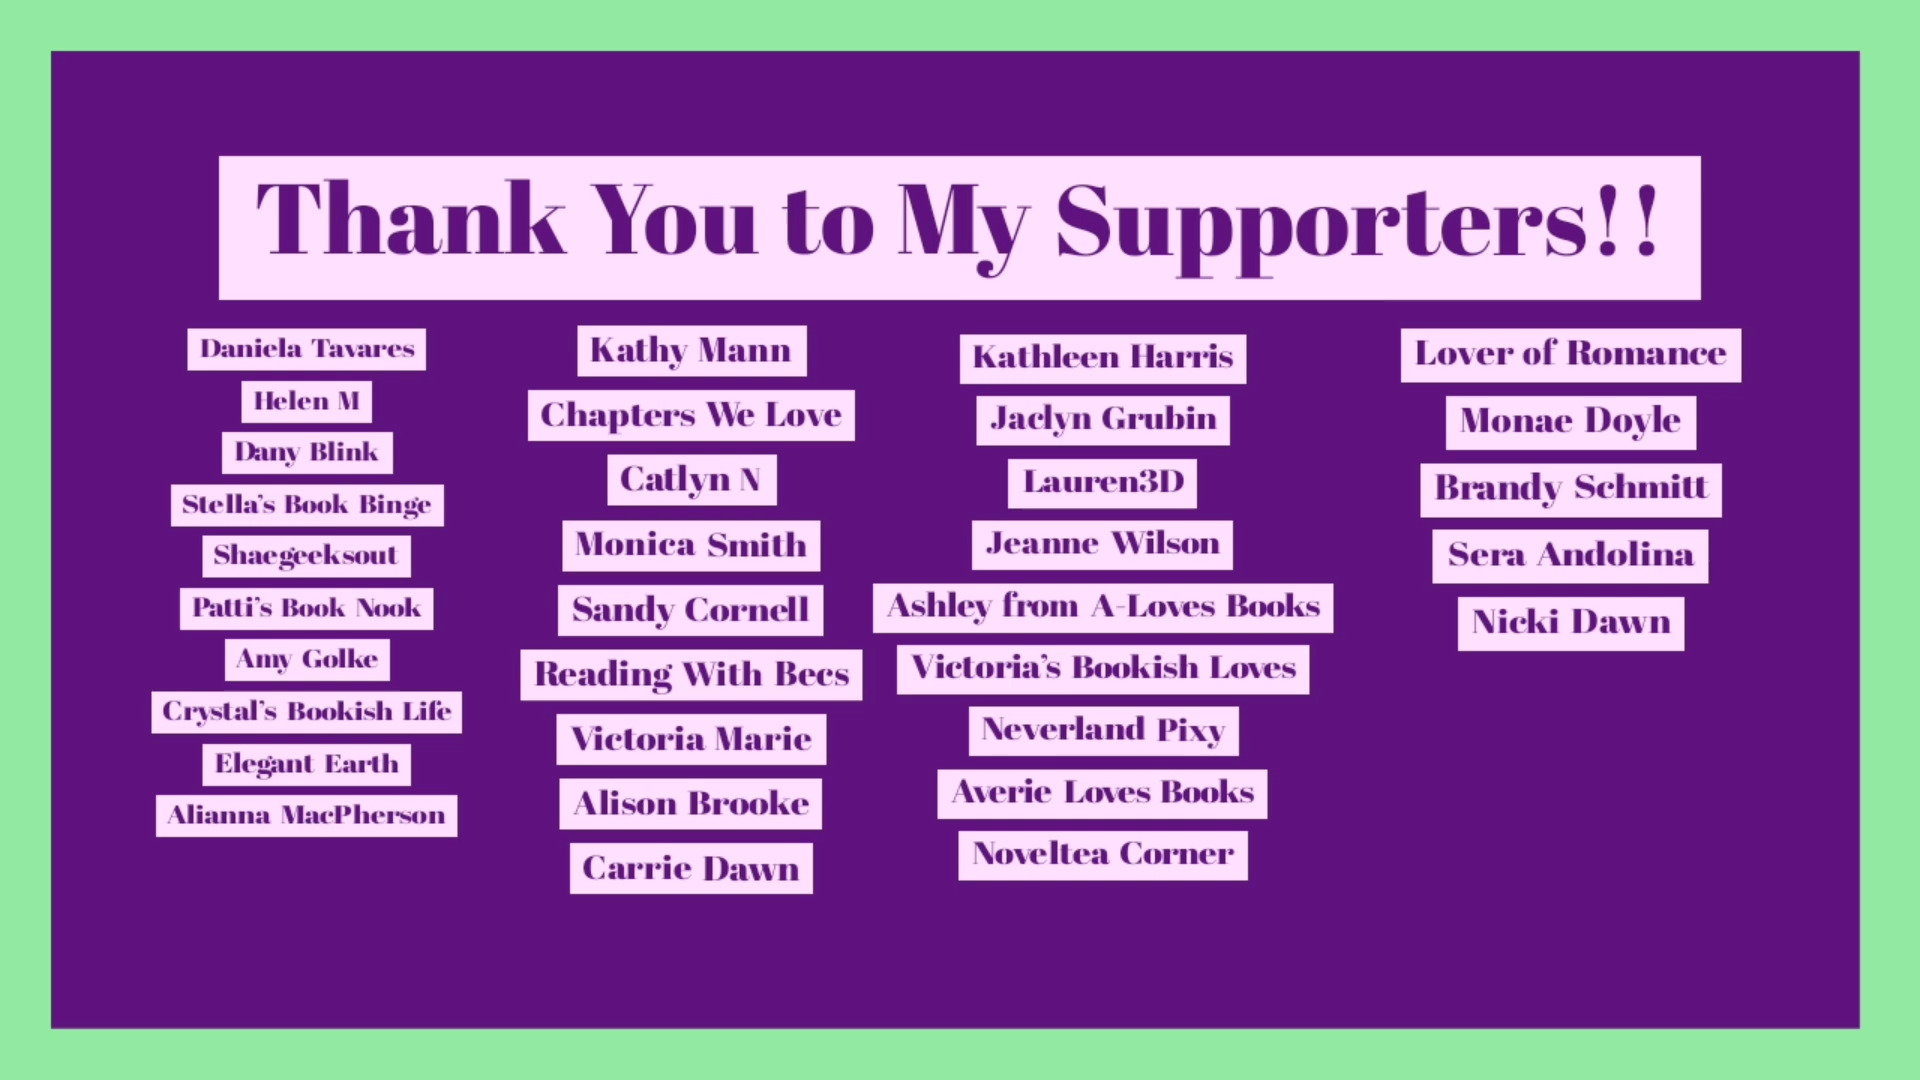 Thank You to My Supporters!!
Daniela Tavares
Helen M
Dany Blink
Stella's Book Binge
Shaegeeksout
Patti's Book Nook
Amy Golke
Crystal's Bookish Life
Elegant Earth
Alianna MacPherson
Kathy Mann
Chapters We Love
Catlyn N
Monica Smith
Sandy Cornell
Reading With Becs
Victoria Marie
Alison Brooke
Carrie Dawn
Kathleen Harris
Jaclyn Grubin
Lauren3D
Jeanne Wilson
Ashley from A-Loves Books
Victoria's Bookish Loves
Neverland Pixy
Averie Loves Books
Noveltea Corner
Lover of Romance
Monae Doyle
Brandy Schmitt
Sera Andolina
Nicki Dawn